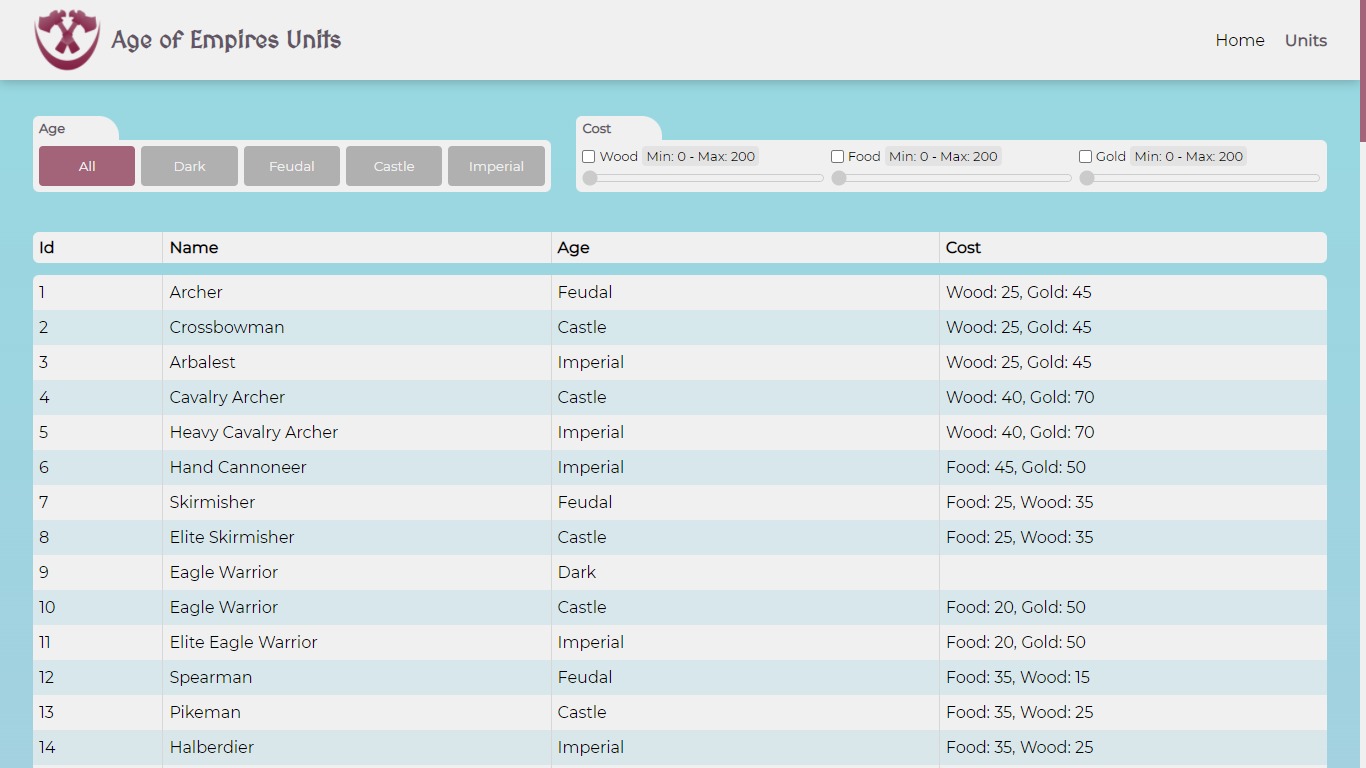 Age of Empires Units
Home Units
Age
All Dark Feudal Castle Imperial
Cost
Wood Min: 0 - Max: 200 Food Min: 0 - Max: 200 Gold Min: 0 - Max: 200
Id Name Age Cost
1 Archer Feudal Wood: 25, Gold: 45
2 Crossbowman Castle Wood: 25, Gold: 45
3 Arbalest Imperial Wood: 25, Gold: 45
4 Cavalry Archer Castle Wood: 40, Gold: 70
5 Heavy Cavalry Archer Imperial Wood: 40, Gold: 70
6 Hand Cannoneer Imperial Food: 45, Gold: 50
7 Skirmisher Feudal Food: 25, Wood: 35
8 Elite Skirmisher Castle Food: 25, Wood: 35
9 Eagle Warrior Dark
10 Eagle Warrior Castle Food: 20, Gold: 50
11 Elite Eagle Warrior Imperial Food: 20, Gold: 50
12 Spearman Feudal Food: 35, Wood: 15
13 Pikeman Castle Food: 35, Wood: 25
14 Halberdier Imperial Food: 35, Wood: 25